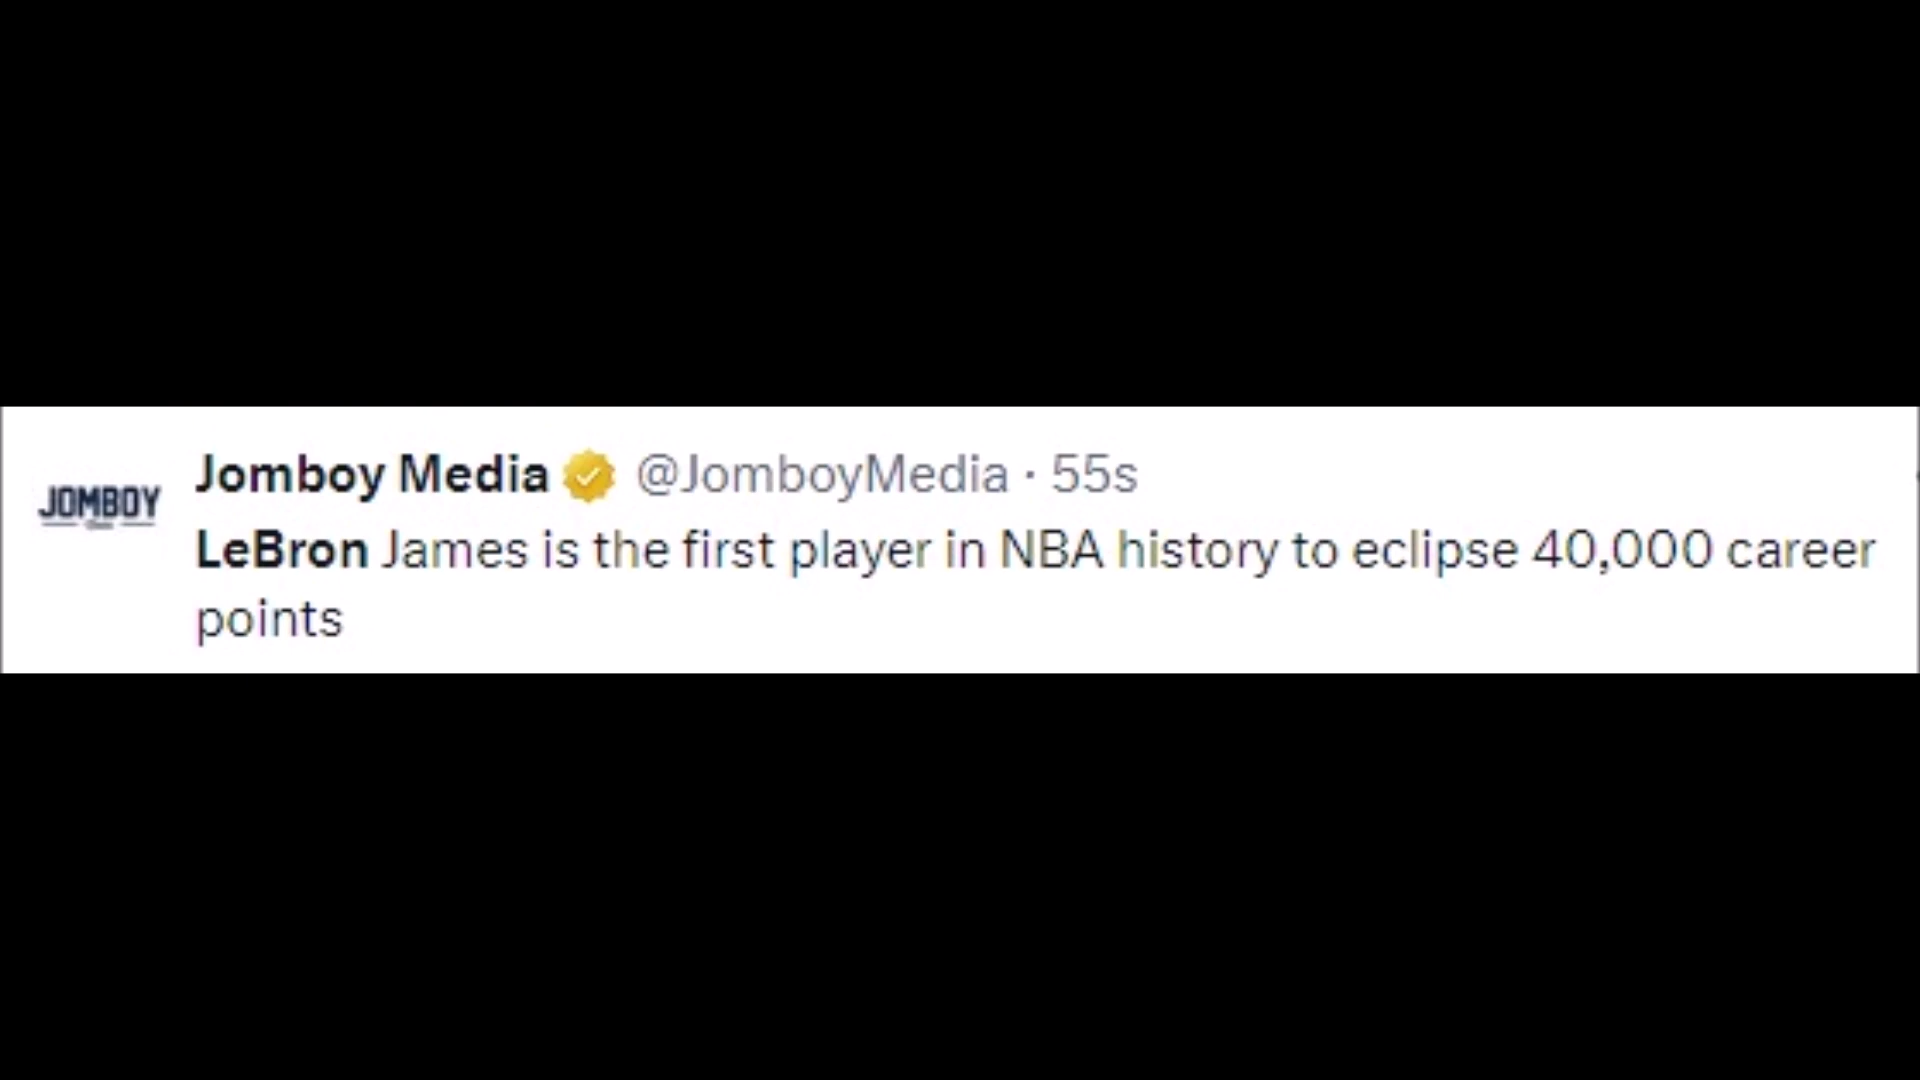 JOMBOY
Jomboy Media @JomboyMedia · 55s
LeBron James is the first player in NBA history to eclipse 40,000 career
points